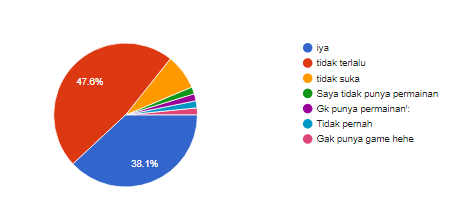 47.6%
38.1%
iya
tidak terlalu
tidak suka
Saya tidak punya permainan
Gk punya permainan':
Tidak pernah
Gak punya game hehe